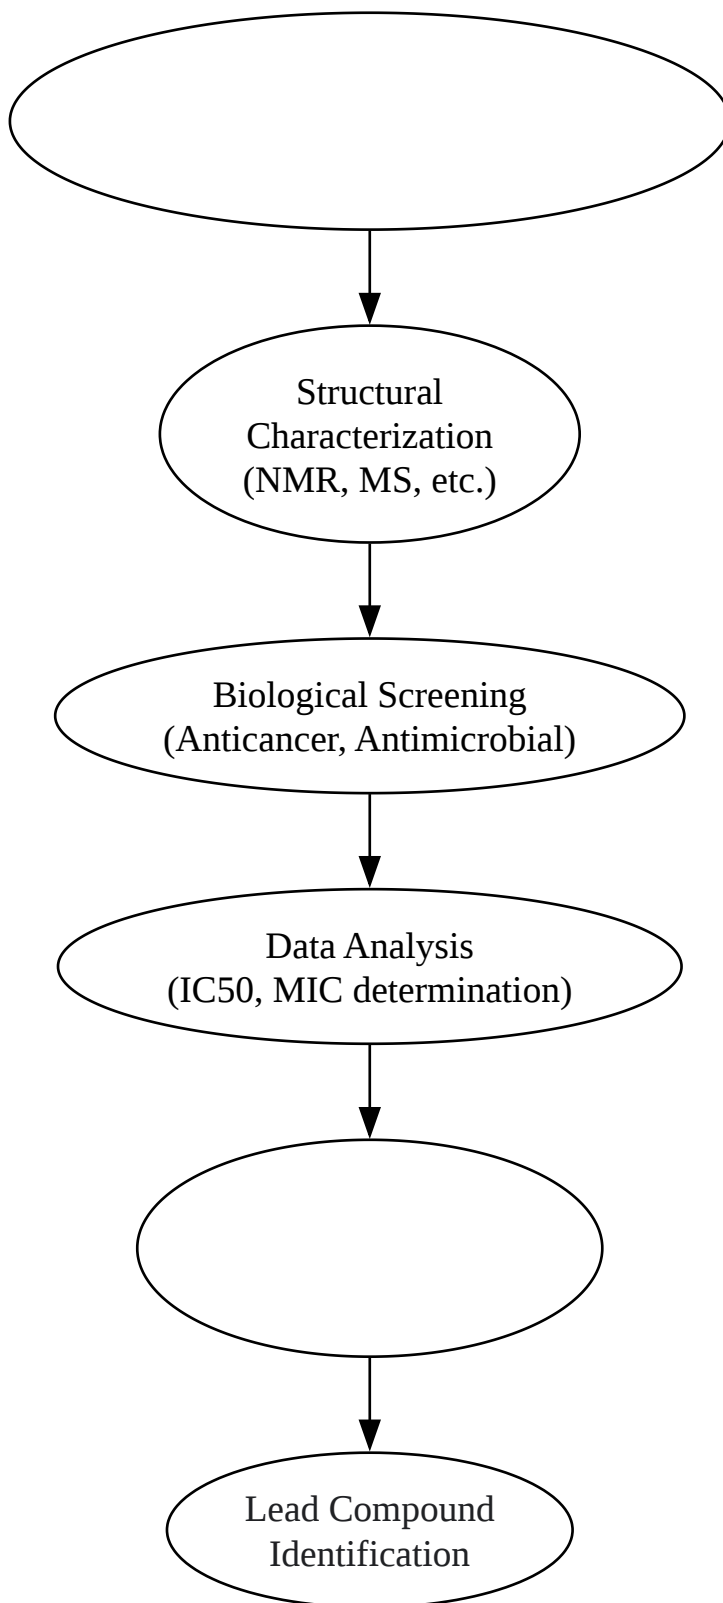 Structural
Characterization
(NMR, MS, etc.)
Biological Screening
(Anticancer, Antimicrobial)
Data Analysis
(IC50, MIC determination)
Lead Compound
Identification